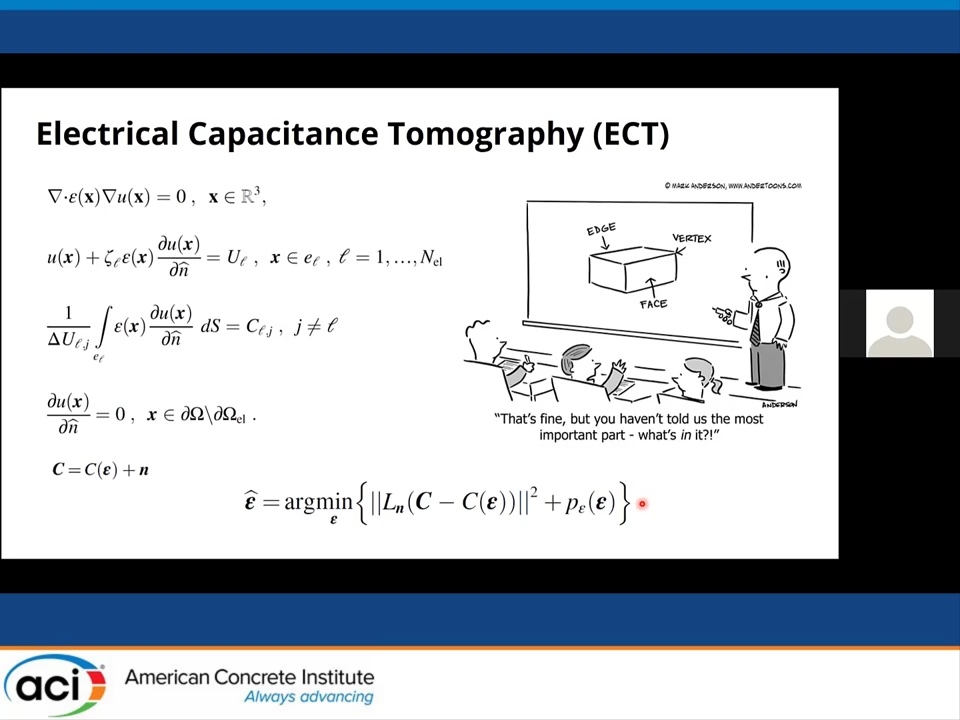 Electrical Capacitance Tomography (ECT)
∇·ε(x)∇u(x) = 0 , x ∈ ℝ³,
u(x) + ζ_ℓ ε(x) ∂u(x)/∂n̂ = U_ℓ , x ∈ e_ℓ , ℓ = 1,…,N_el
1/ΔU_ℓ,j ∫_e_ℓ ε(x) ∂u(x)/∂n̂ dS = C_ℓ,j , j ≠ ℓ
∂u(x)/∂n̂ = 0 , x ∈ ∂Ω\∂Ω_el .
C = C(ε) + n
ε̂ = argmin_ε {||L_n(C − C(ε))||² + p_ε(ε)}
© MARK ANDERSON, WWW.ANDERTOONS.COM
EDGE
VERTEX
FACE
ANDERSON
“That’s fine, but you haven’t told us the most
important part - what’s in it?!”
aci
American Concrete Institute
Always advancing